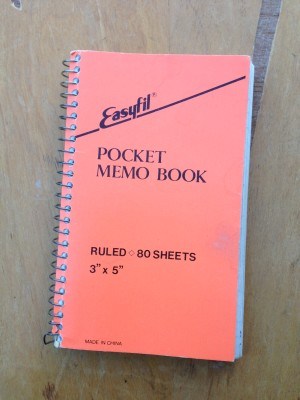 Easyfil®
POCKET
MEMO BOOK
RULED ◇ 80 SHEETS
3" x 5"
MADE IN CHINA